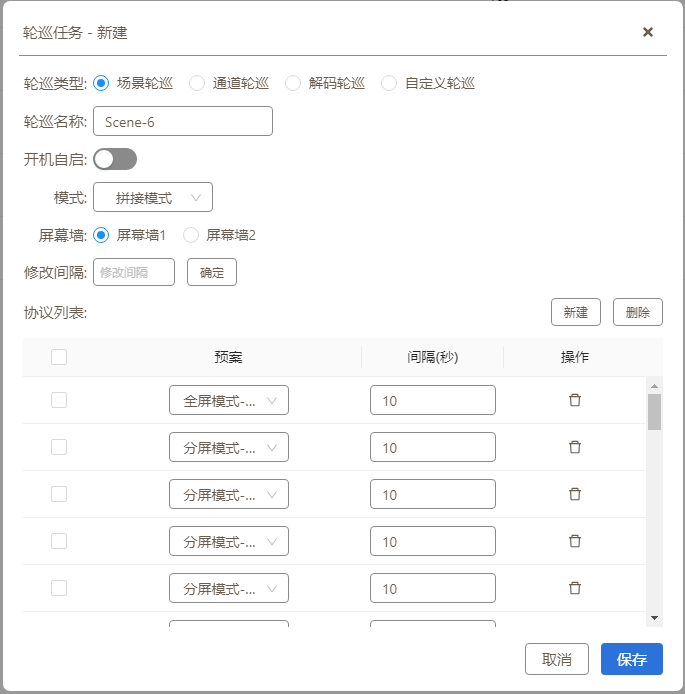 轮巡任务 - 新建
轮巡类型: 场景轮巡 通道轮巡 解码轮巡 自定义轮巡
轮巡名称: Scene-6
开机自启:
模式: 拼接模式
屏幕墙: 屏幕墙1 屏幕墙2
修改间隔: 修改间隔 确定
协议列表: 新建 删除
预案 间隔(秒) 操作
全屏模式-... 10
分屏模式-... 10
分屏模式-... 10
分屏模式-... 10
分屏模式-... 10
取消 保存